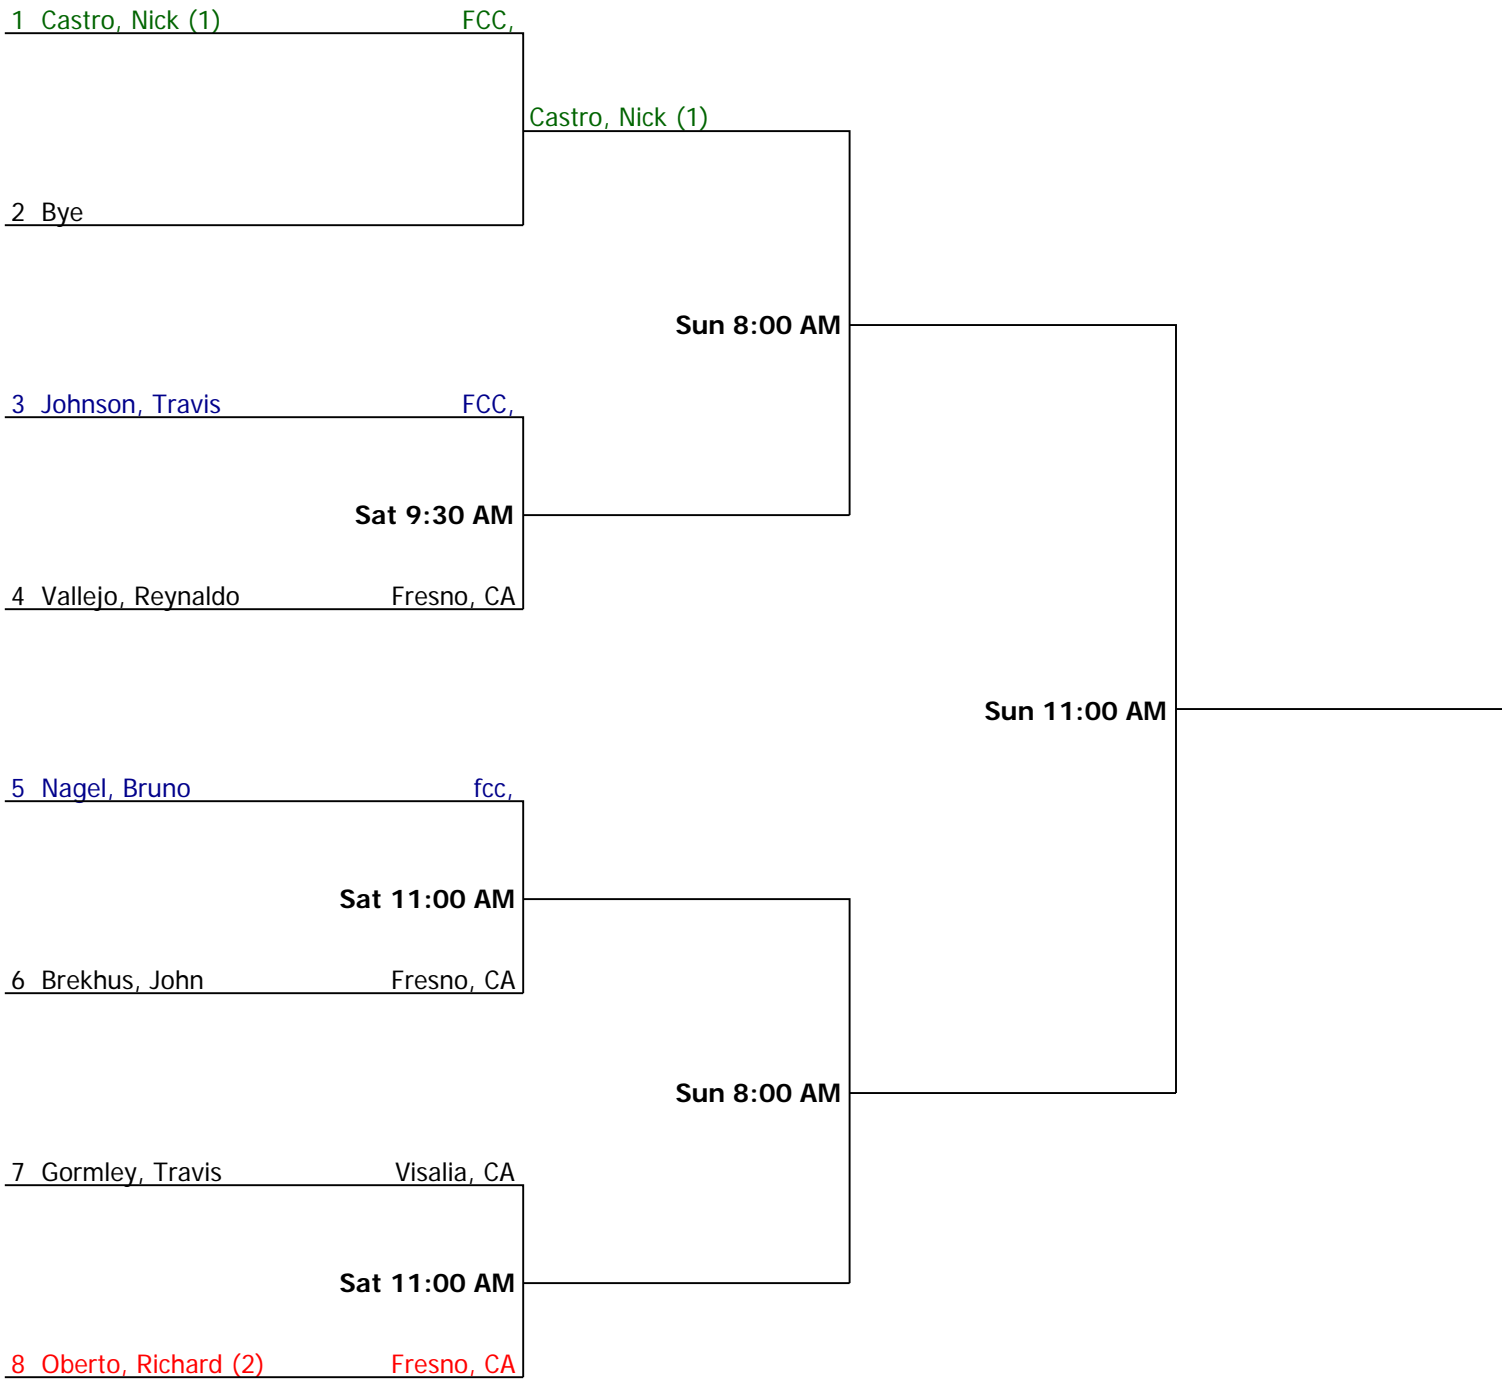 1 Castro, Nick (1) FCC,
Castro, Nick (1)
2 Bye
Sun 8:00 AM
3 Johnson, Travis FCC,
Sat 9:30 AM
4 Vallejo, Reynaldo Fresno, CA
Sun 11:00 AM
5 Nagel, Bruno fcc,
Sat 11:00 AM
6 Brekhus, John Fresno, CA
Sun 8:00 AM
7 Gormley, Travis Visalia, CA
Sat 11:00 AM
8 Oberto, Richard (2) Fresno, CA